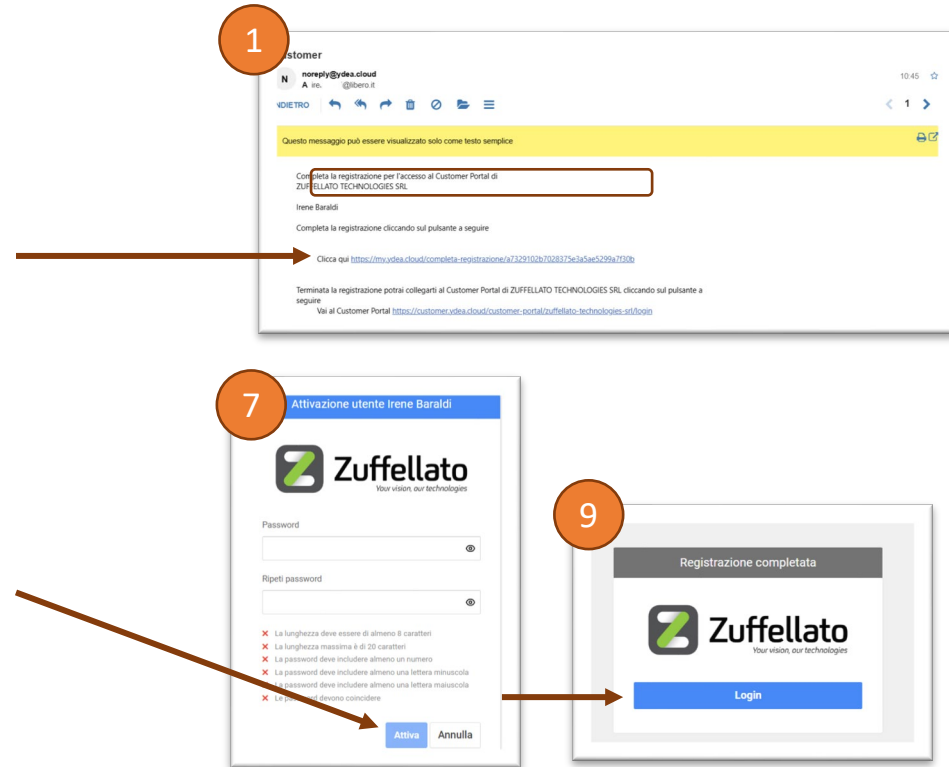 1
stomer
N
noreply@ydea.cloud
10:45
A ire. @libero.it
NDIETRO
1
Questo messaggio può essere visualizzato solo come testo semplice
Completa la registrazione per l'accesso al Customer Portal di
ZUFFELLATO TECHNOLOGIES SRL
Irene Baraldi
Completa la registrazione cliccando sul pulsante a seguire
Clicca qui https://my.ydea.cloud/completa-registrazione/a7329102b7028375e3a5ae5299a7f30b
Terminata la registrazione potrai collegarti al Customer Portal di ZUFFELLATO TECHNOLOGIES SRL cliccando sul pulsante a
seguire
Vai al Customer Portal https://customer.ydea.cloud/customer-portal/zuffellato-technologies-srl/login
7
Attivazione utente Irene Baraldi
Zuffellato
Your vision, our technologies
Password
Ripeti password
La lunghezza deve essere di almeno 8 caratteri
La lunghezza massima è di 20 caratteri
La password deve includere almeno un numero
La password deve includere almeno una lettera minuscola
La password deve includere almeno una lettera maiuscola
Le password devono coincidere
Attiva Annulla
9
Registrazione completata
Zuffellato
Your vision, our technologies
Login